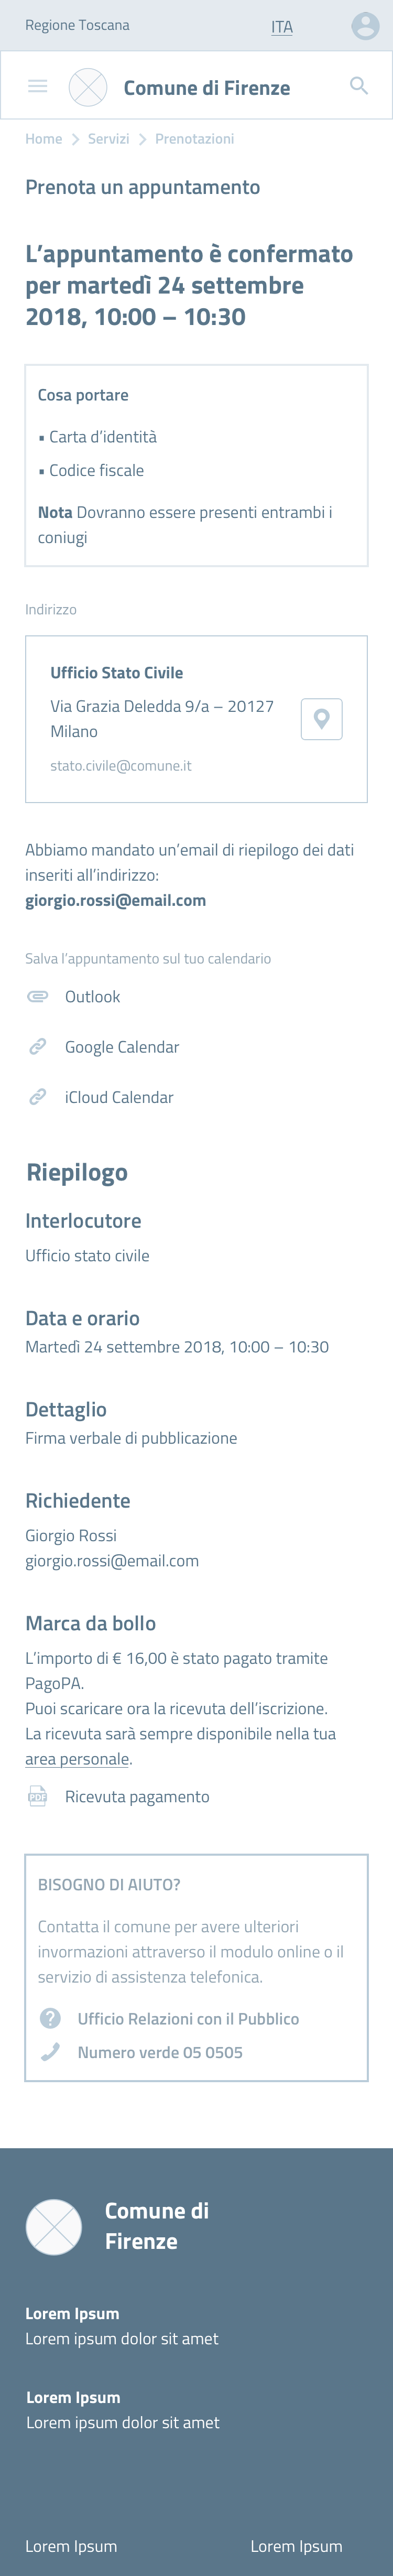 Regione Toscana
ITA
Comune di Firenze
Home > Servizi > Prenotazioni
Prenota un appuntamento
L’appuntamento è confermato
per martedì 24 settembre
2018, 10:00 – 10:30
Cosa portare
▪ Carta d’identità
▪ Codice fiscale
Nota Dovranno essere presenti entrambi i
coniugi
Indirizzo
Ufficio Stato Civile
Via Grazia Deledda 9/a – 20127
Milano
stato.civile@comune.it
Abbiamo mandato un’email di riepilogo dei dati
inseriti all’indirizzo:
giorgio.rossi@email.com
Salva l’appuntamento sul tuo calendario
Outlook
Google Calendar
iCloud Calendar
Riepilogo
Interlocutore
Ufficio stato civile
Data e orario
Martedì 24 settembre 2018, 10:00 – 10:30
Dettaglio
Firma verbale di pubblicazione
Richiedente
Giorgio Rossi
giorgio.rossi@email.com
Marca da bollo
L’importo di € 16,00 è stato pagato tramite
PagoPA.
Puoi scaricare ora la ricevuta dell’iscrizione.
La ricevuta sarà sempre disponibile nella tua
area personale.
PDF Ricevuta pagamento
BISOGNO DI AIUTO?
Contatta il comune per avere ulteriori
invormazioni attraverso il modulo online o il
servizio di assistenza telefonica.
Ufficio Relazioni con il Pubblico
Numero verde 05 0505
Comune di
Firenze
Lorem Ipsum
Lorem ipsum dolor sit amet
Lorem Ipsum
Lorem ipsum dolor sit amet
Lorem Ipsum
Lorem Ipsum